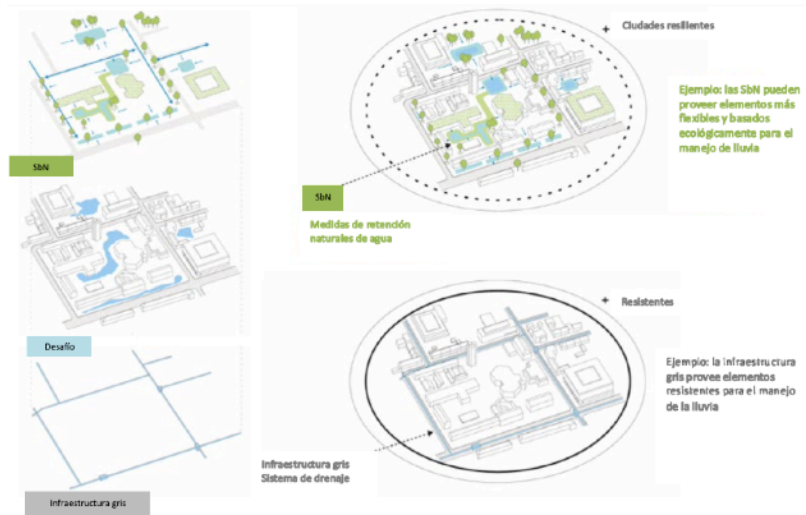 + Ciudades resilientes
Ejemplo: las SbN pueden
proveer elementos más
flexibles y basados
ecológicamente para el
manejo de lluvia
SbN
SbN
Medidas de retención
naturales de agua
+ Resistentes
Desafío
Ejemplo: la infraestructura
gris provee elementos
resistentes para el manejo
de la lluvia
Infraestructura gris
Sistema de drenaje
Infraestructura gris